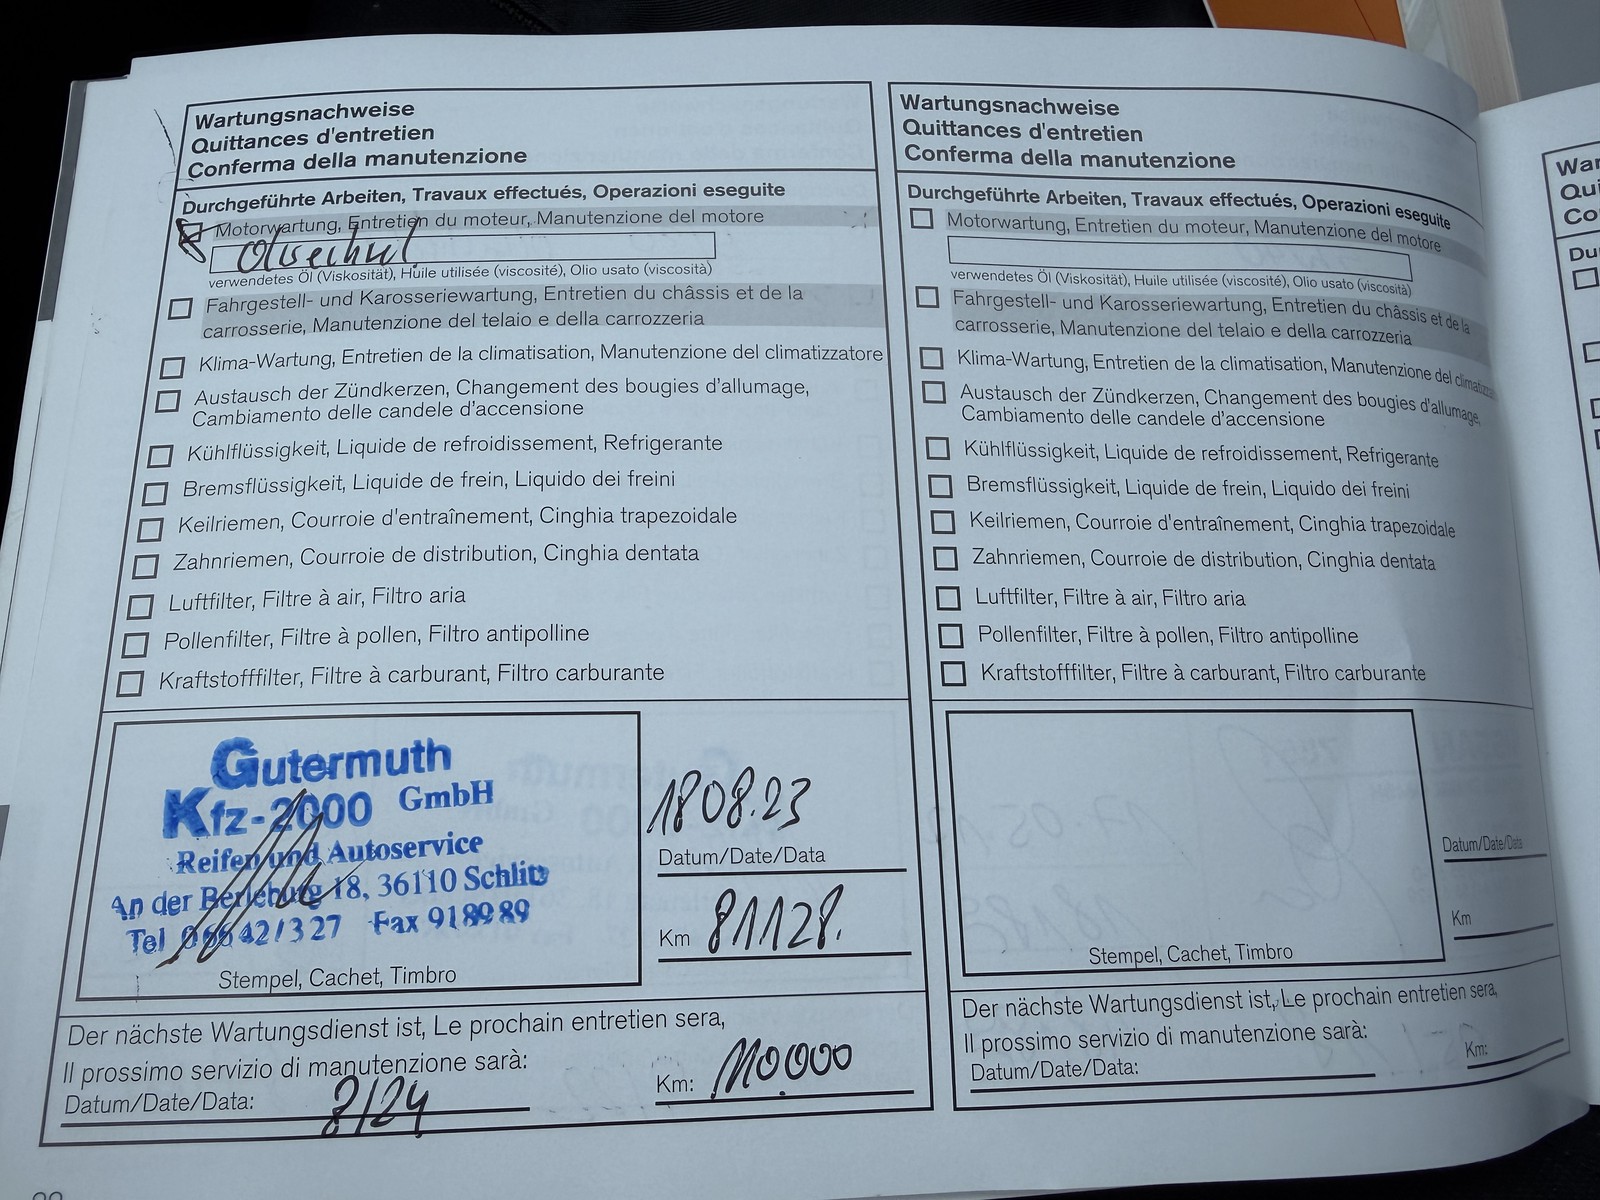 Wartungsnachweise
Quittances d'entretien
Conferma della manutenzione
Durchgeführte Arbeiten, Travaux effectués, Operazioni eseguite
Motorwartung, Entretien du moteur, Manutenzione del motore
verwendetes Öl (Viskosität), Huile utilisée (viscosité), Olio usato (viscosità)
Fahrgestell- und Karosseriewartung, Entretien du châssis et de la
carrosserie, Manutenzione del telaio e della carrozzeria
Klima-Wartung, Entretien de la climatisation, Manutenzione del climatizzatore
Austausch der Zündkerzen, Changement des bougies d'allumage,
Cambiamento delle candele d'accensione
Kühlflüssigkeit, Liquide de refroidissement, Refrigerante
Bremsflüssigkeit, Liquide de frein, Liquido dei freini
Keilriemen, Courroie d'entraînement, Cinghia trapezoidale
Zahnriemen, Courroie de distribution, Cinghia dentata
Luftfilter, Filtre à air, Filtro aria
Pollenfilter, Filtre à pollen, Filtro antipolline
Kraftstofffilter, Filtre à carburant, Filtro carburante
Gutermuth
Kfz-2000 GmbH
Reifen und Autoservice
An der Berleburg 18, 36110 Schlitz
Tel 06642/327 Fax 918989
Stempel, Cachet, Timbro
18.08.23
Datum/Date/Data
Km 81128.
Der nächste Wartungsdienst ist, Le prochain entretien sera,
Il prossimo servizio di manutenzione sarà:
Datum/Date/Data: 8/24
Km: 110.000
Wartungsnachweise
Quittances d'entretien
Conferma della manutenzione
Durchgeführte Arbeiten, Travaux effectués, Operazioni eseguite
Motorwartung, Entretien du moteur, Manutenzione del motore
verwendetes Öl (Viskosität), Huile utilisée (viscosité), Olio usato (viscosità)
Fahrgestell- und Karosseriewartung, Entretien du châssis et de la
carrosserie, Manutenzione del telaio e della carrozzeria
Klima-Wartung, Entretien de la climatisation, Manutenzione del climatizz
Austausch der Zündkerzen, Changement des bougies d'allumage,
Cambiamento delle candele d'accensione
Kühlflüssigkeit, Liquide de refroidissement, Refrigerante
Bremsflüssigkeit, Liquide de frein, Liquido dei freini
Keilriemen, Courroie d'entraînement, Cinghia trapezoidale
Zahnriemen, Courroie de distribution, Cinghia dentata
Luftfilter, Filtre à air, Filtro aria
Pollenfilter, Filtre à pollen, Filtro antipolline
Kraftstofffilter, Filtre à carburant, Filtro carburante
Stempel, Cachet, Timbro
Datum/Date/Data
Km
Der nächste Wartungsdienst ist, Le prochain entretien sera,
Il prossimo servizio di manutenzione sarà:
Datum/Date/Data:
Km:
War
Qui
Co
Du